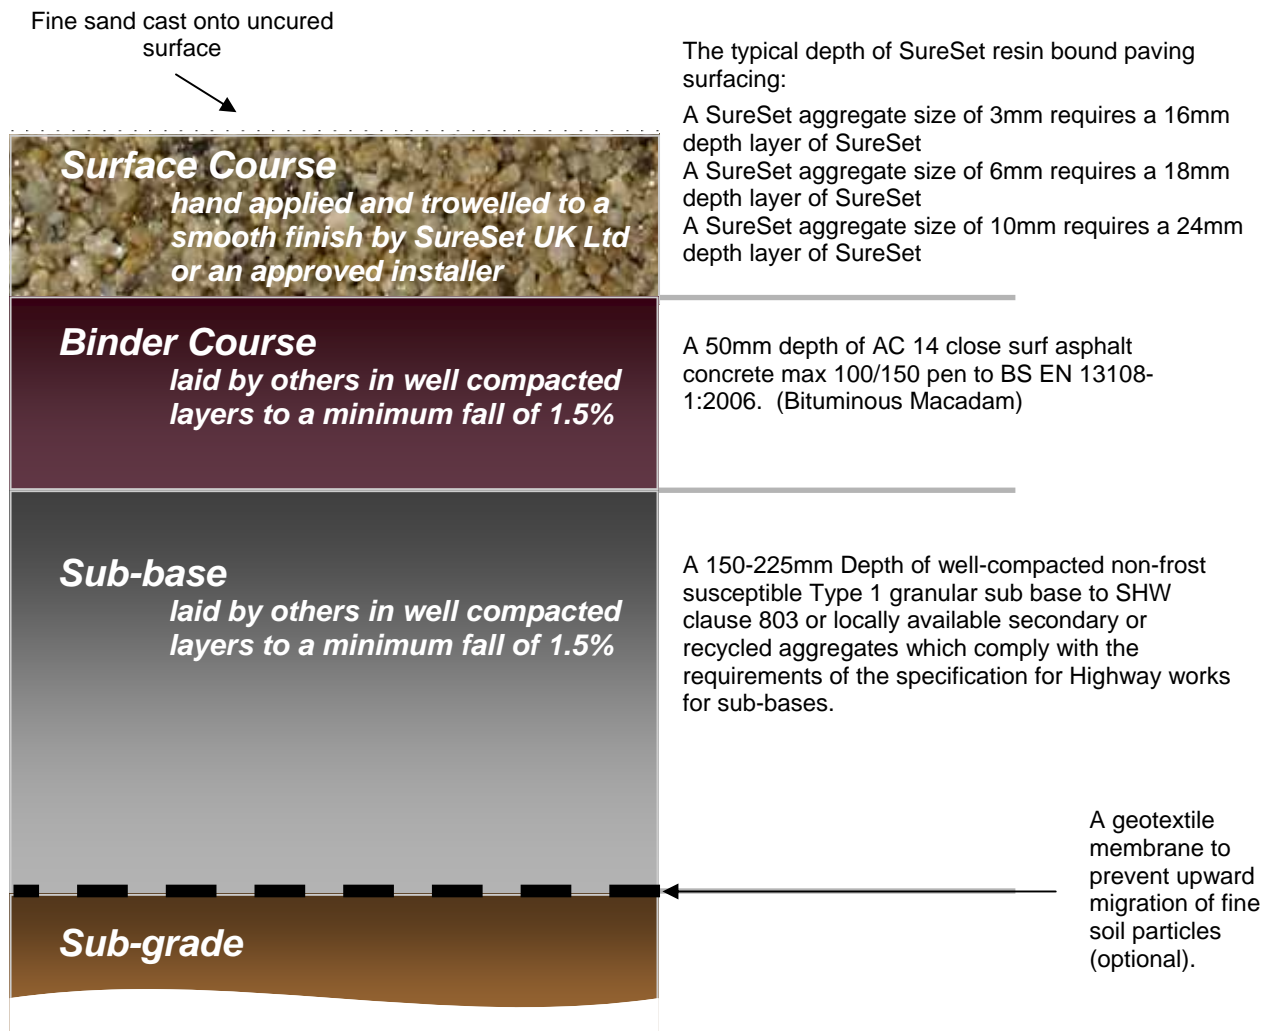 Fine sand cast onto uncured
surface
The typical depth of SureSet resin bound paving
surfacing:
A SureSet aggregate size of 3mm requires a 16mm
depth layer of SureSet
A SureSet aggregate size of 6mm requires a 18mm
depth layer of SureSet
A SureSet aggregate size of 10mm requires a 24mm
depth layer of SureSet
Surface Course
hand applied and trowelled to a
smooth finish by SureSet UK Ltd
or an approved installer
Binder Course
laid by others in well compacted
layers to a minimum fall of 1.5%
A 50mm depth of AC 14 close surf asphalt
concrete max 100/150 pen to BS EN 13108-
1:2006.  (Bituminous Macadam)
Sub-base
laid by others in well compacted
layers to a minimum fall of 1.5%
A 150-225mm Depth of well-compacted non-frost
susceptible Type 1 granular sub base to SHW
clause 803 or locally available secondary or
recycled aggregates which comply with the
requirements of the specification for Highway works
for sub-bases.
A geotextile
membrane to
prevent upward
migration of fine
soil particles
(optional).
Sub-grade